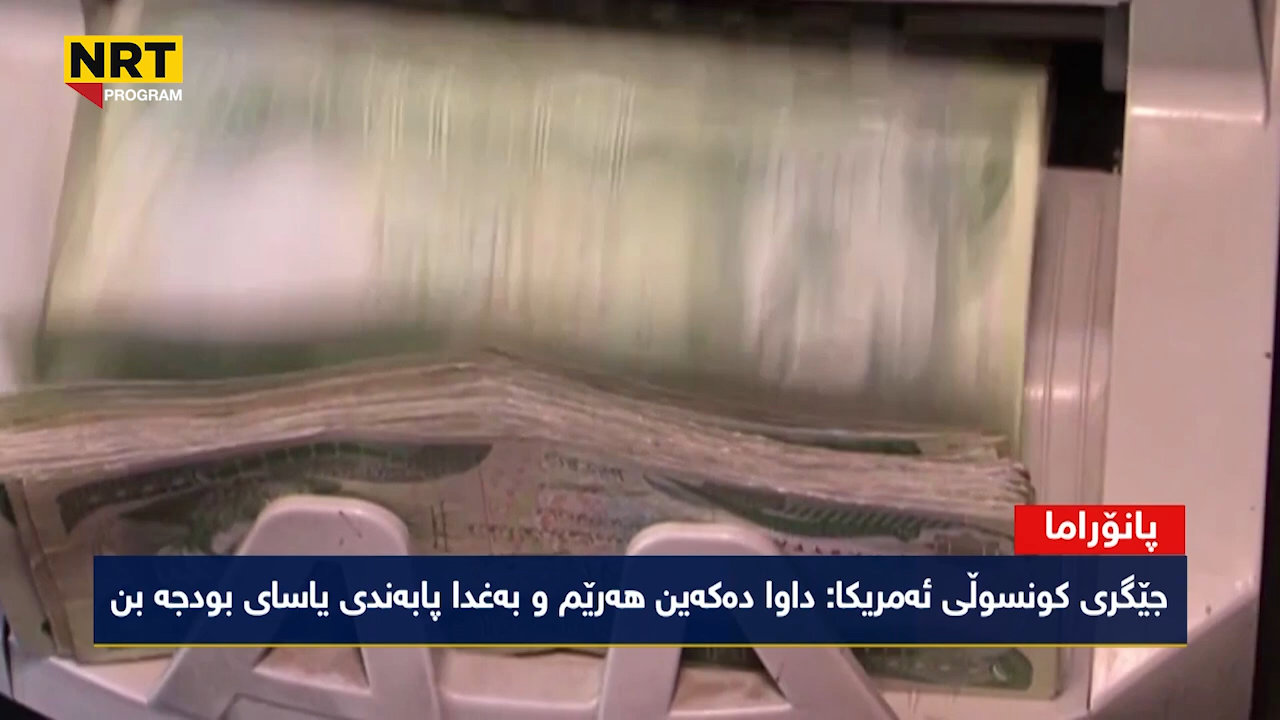 NRT
PROGRAM
پانۆراما
جێگری کونسوڵی ئەمریکا: داوا دەکەین هەرێم و بەغدا پابەندی یاسای بودجە بن